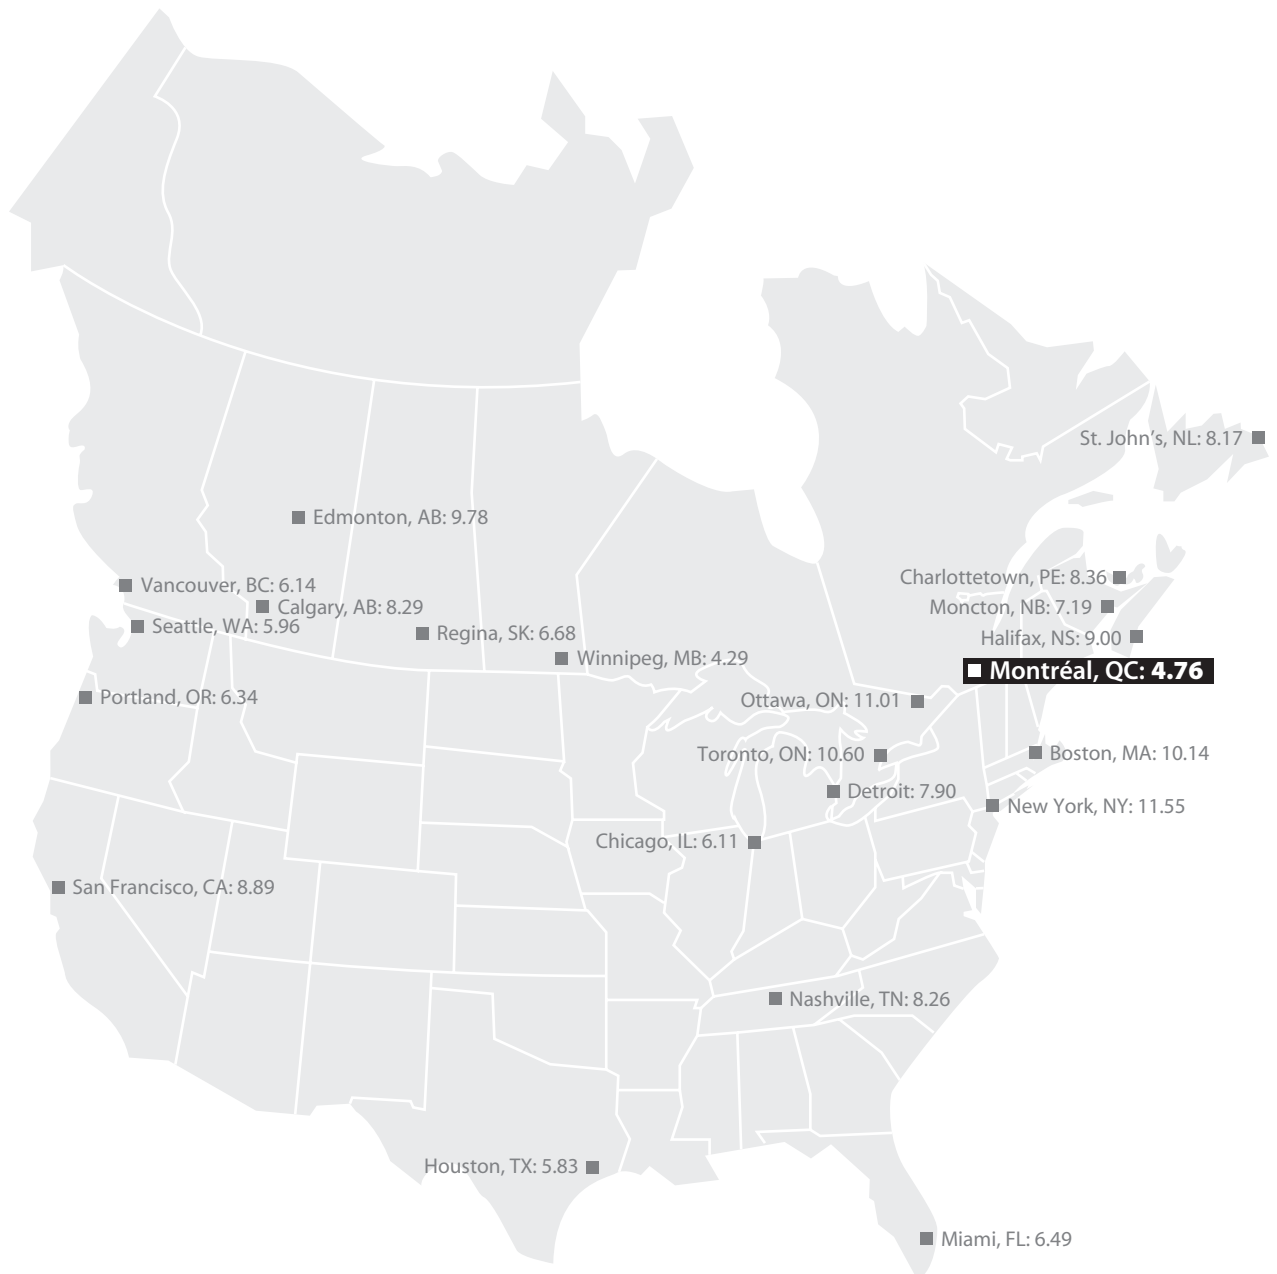 St. John’s, NL: 8.17
Edmonton, AB: 9.78
Charlottetown, PE: 8.36
Vancouver, BC: 6.14
Calgary, AB: 8.29
Moncton, NB: 7.19
Seattle, WA: 5.96
Regina, SK: 6.68
Halifax, NS: 9.00
Winnipeg, MB: 4.29
Montréal, QC: 4.76
Portland, OR: 6.34
Ottawa, ON: 11.01
Toronto, ON: 10.60
Boston, MA: 10.14
Detroit: 7.90
New York, NY: 11.55
Chicago, IL: 6.11
San Francisco, CA: 8.89
Nashville, TN: 8.26
Houston, TX: 5.83
Miami, FL: 6.49